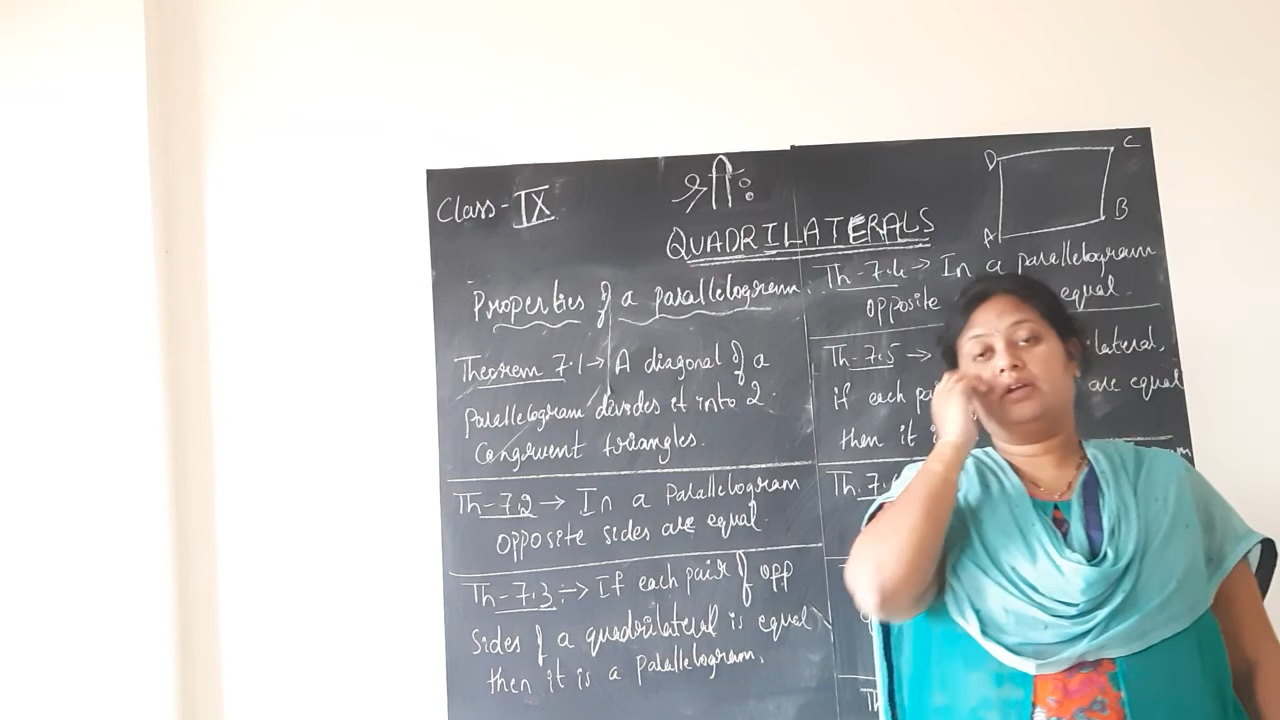 Class - IX
QUADRILATERALS
Properties of a parallelogram.
Theorem 7.1 → A diagonal of a
parallelogram divides it into 2
Congruent triangles.
Th-7.2 → In a Parallelogram
opposite sides are equal.
Th-7.3 :→ If each pair of opp
sides of a quadrilateral is equal
then it is a parallelogram.
D C
A B
Th-7.4 → In a parallelogram
opposite equal.
Th-7.5 → lateral,
if each are equal
then it
Th.7.